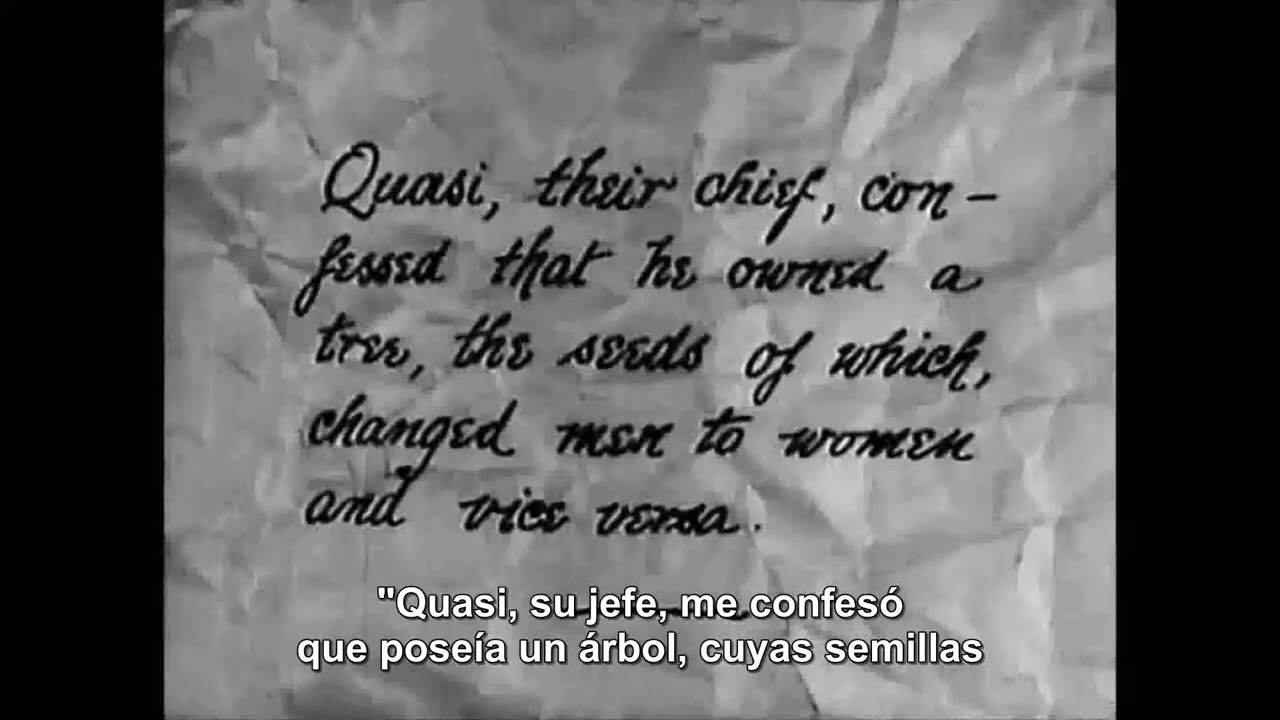 Quasi, their chief, con-
fessed that he owned a
tree, the seeds of which,
changed men to women
and vice versa.
"Quasi, su jefe, me confesó
que poseía un árbol, cuyas semillas